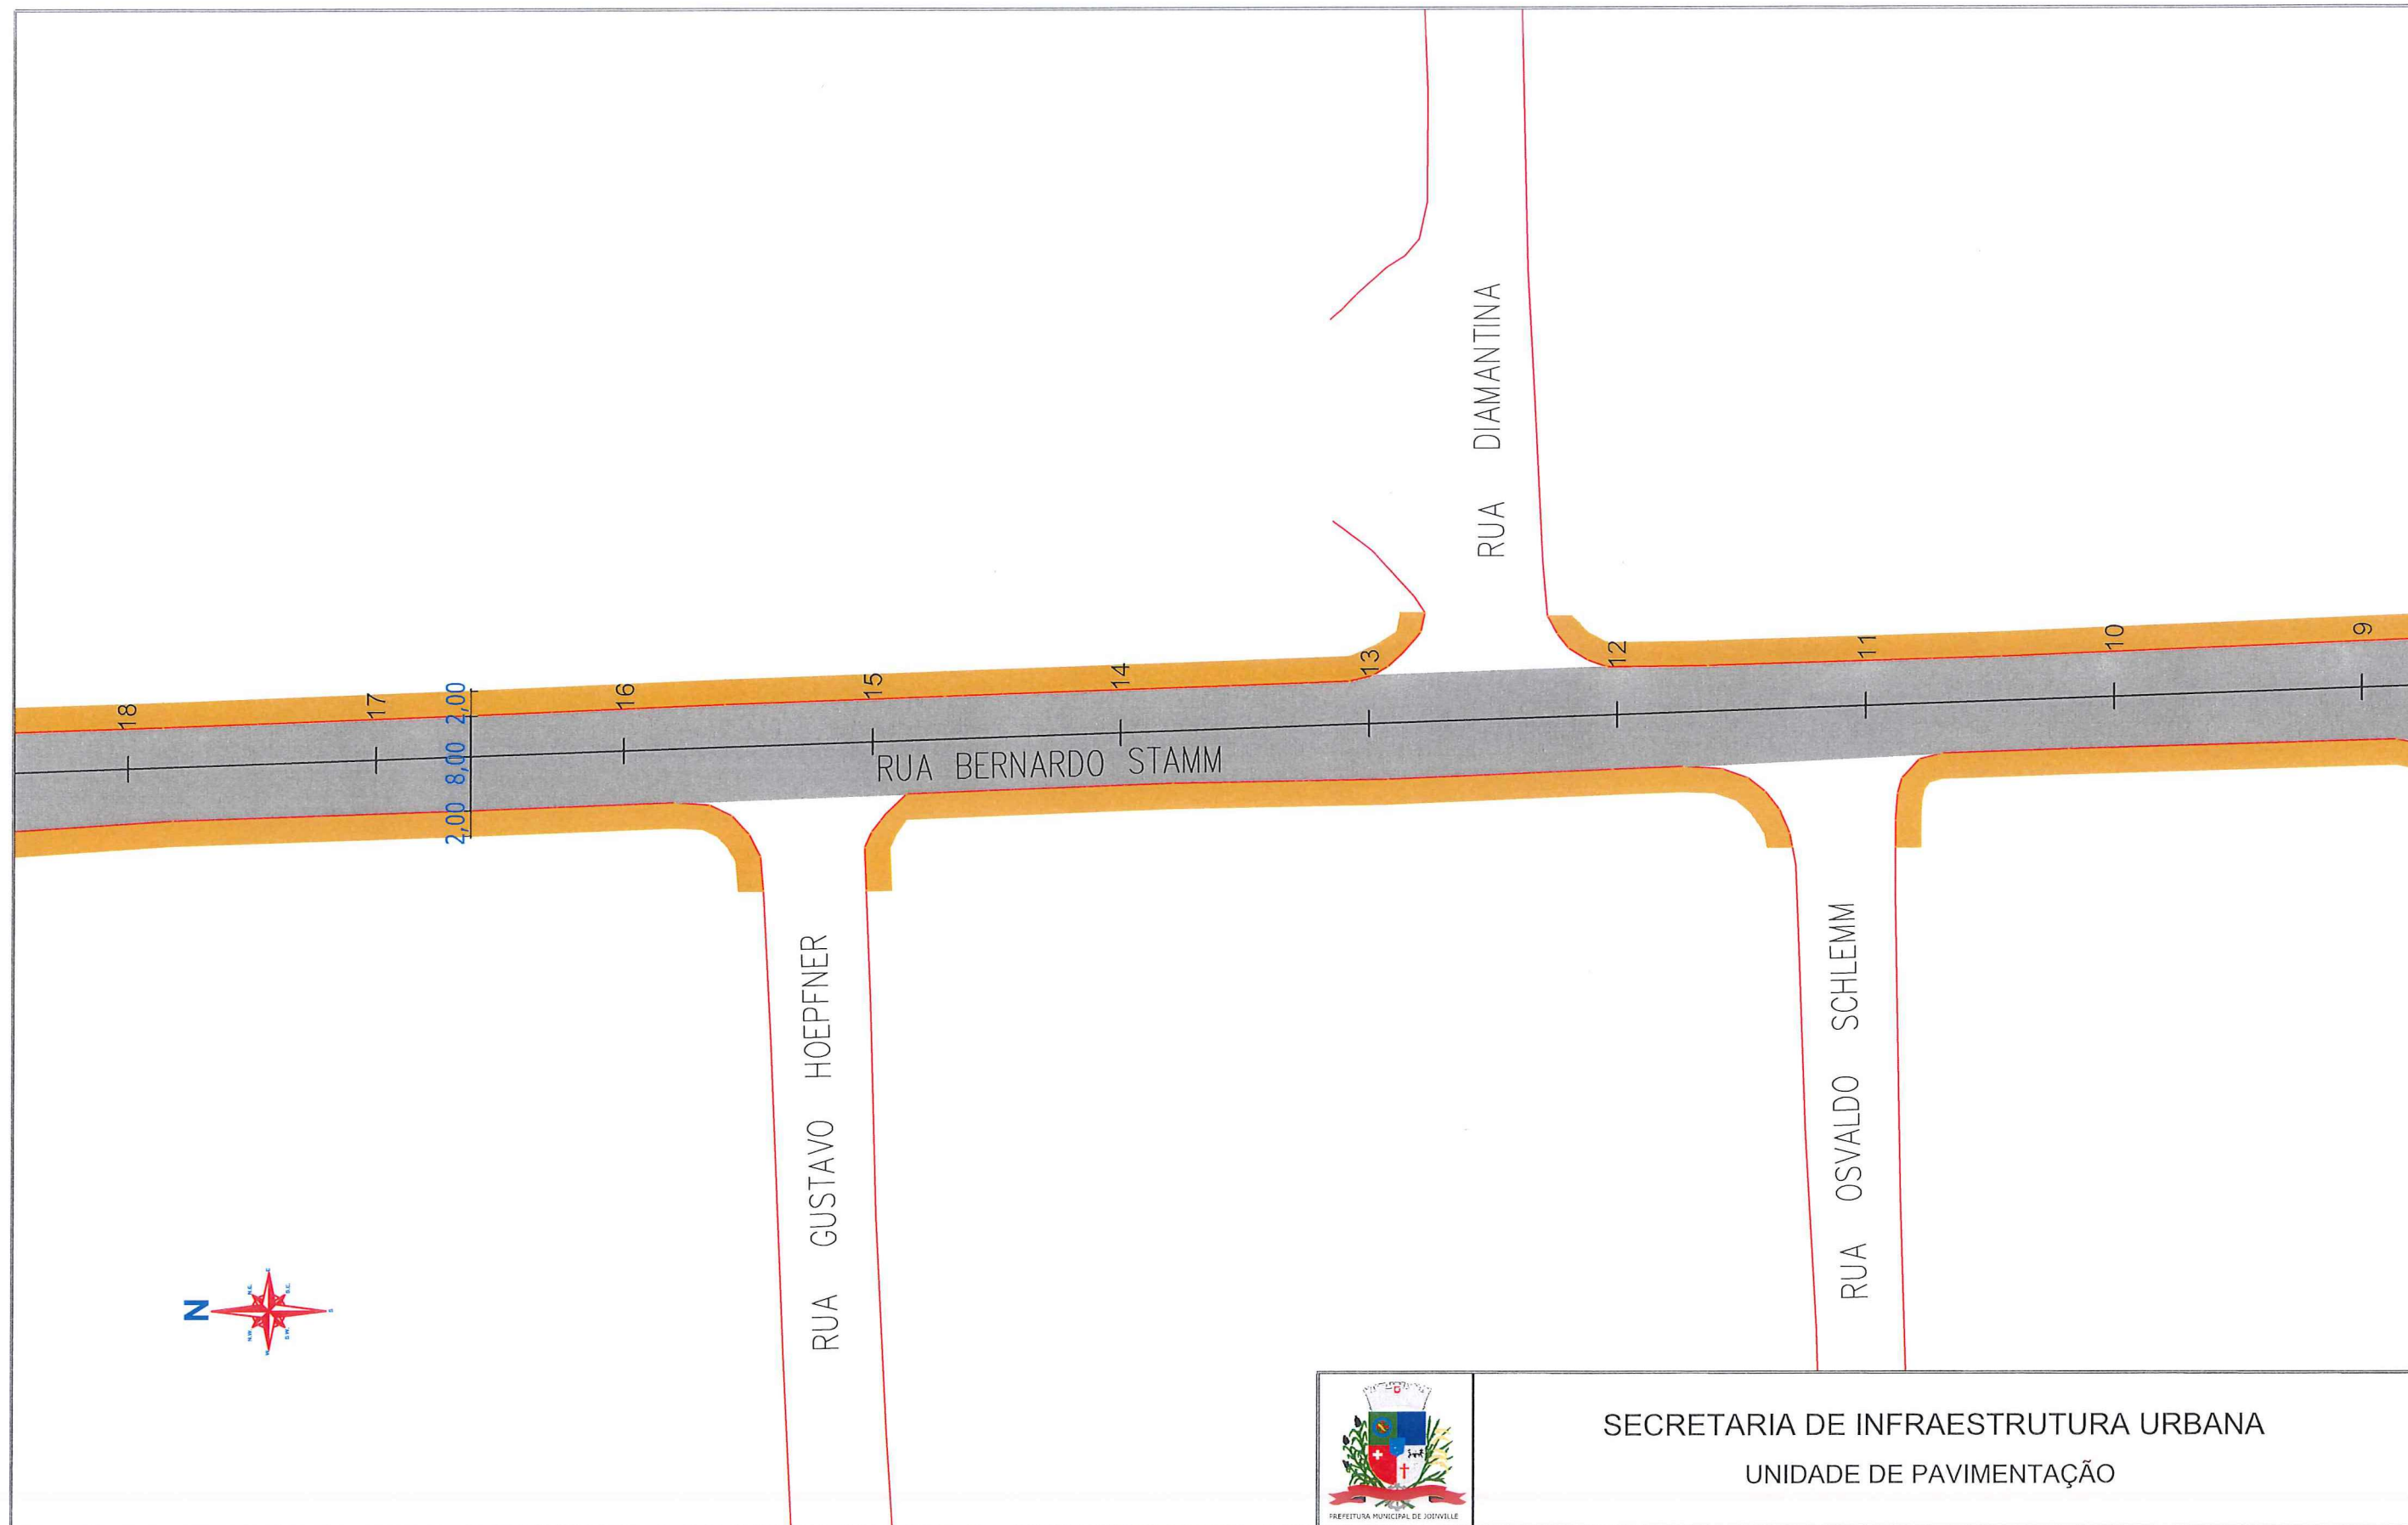 RUA DIAMANTINA
18
17
16
15
14
13
12
11
10
9
2,00
8,00
2,00
RUA BERNARDO STAMM
RUA GUSTAVO HOEPFNER
RUA OSVALDO SCHLEMM
N
N.E.
E
S.E.
S
S.W.
N.W.
SECRETARIA DE INFRAESTRUTURA URBANA
UNIDADE DE PAVIMENTAÇÃO
PREFEITURA MUNICIPAL DE JOINVILLE